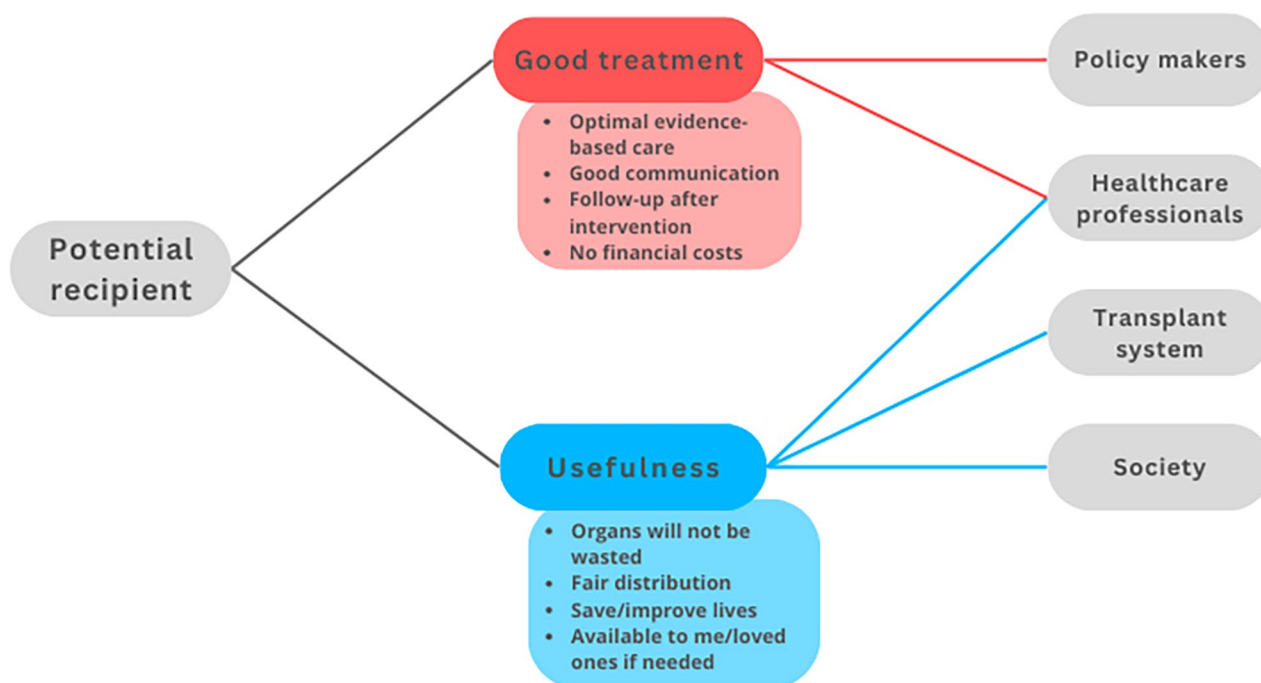 Good treatment
• Optimal evidence-
based care
• Good communication
• Follow-up after
intervention
• No financial costs
Policy makers
Healthcare
professionals
Potential
recipient
Transplant
system
Usefulness
• Organs will not be
wasted
• Fair distribution
• Save/improve lives
• Available to me/loved
ones if needed
Society